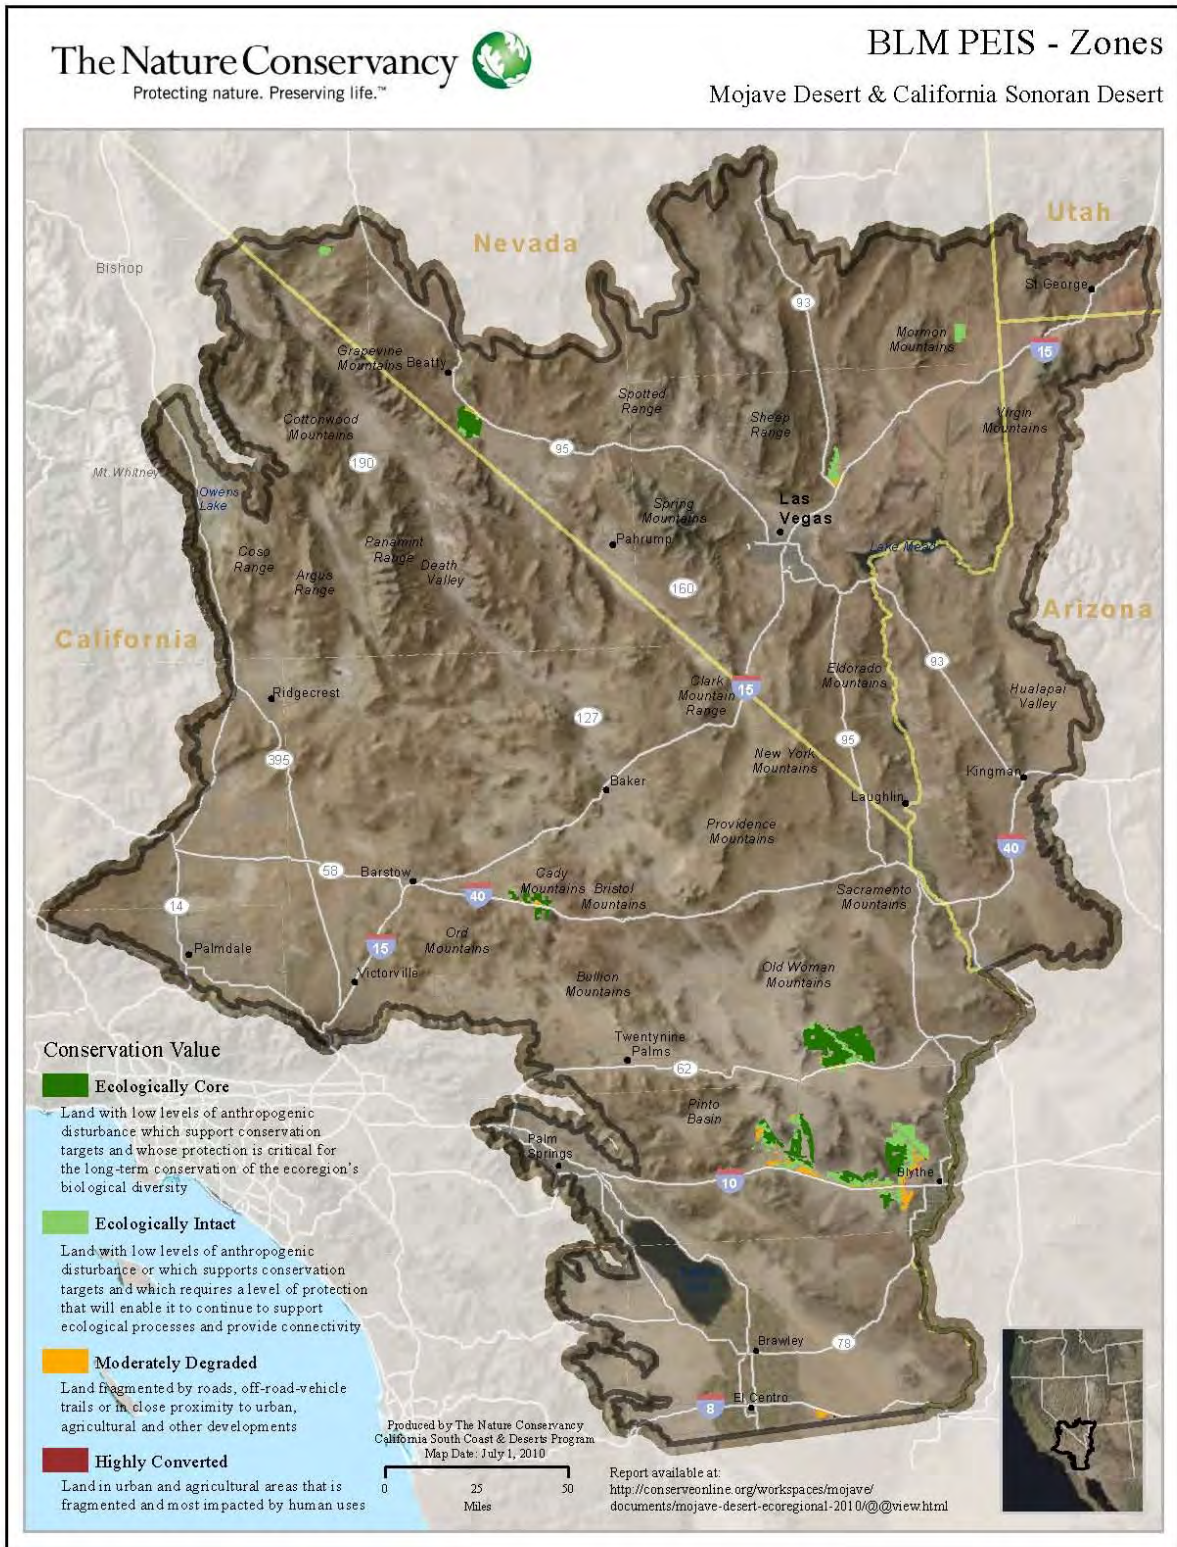 The Nature Conservancy
Protecting nature. Preserving life.™
BLM PEIS - Zones
Mojave Desert & California Sonoran Desert
Utah
Nevada
Bishop
St. George
93
Mormon
Mountains
15
Grapevine
Mountains
Beatty
Spotted
Range
Sheep
Range
Virgin
Mountains
Cottonwood
Mountains
95
190
Mt. Whitney
Owens
Lake
Las
Vegas
Spring
Mountains
Pahrump
Lake Mead
Coso
Range
Argus
Range
Panamint
Range
Death
Valley
160
California
Arizona
Eldorado
Mountains
93
Clark
Mountain
Range
15
Hualapai
Valley
Ridgecrest
127
95
395
New York
Mountains
Kingman
Baker
Laughlin
Providence
Mountains
40
58
Barstow
Cady
Mountains
Bristol
Mountains
40
Sacramento
Mountains
14
Ord
Mountains
15
Palmdale
Victorville
Bullion
Mountains
Old Woman
Mountains
Twentynine
Palms
62
Pinto
Basin
Palm
Springs
10
Blythe
Brawley
78
El Centro
8
Conservation Value
Ecologically Core
Land with low levels of anthropogenic
disturbance which support conservation
targets and whose protection is critical for
the long-term conservation of the ecoregion's
biological diversity
Ecologically Intact
Land with low levels of anthropogenic
disturbance or which supports conservation
targets and which requires a level of protection
that will enable it to continue to support
ecological processes and provide connectivity
Moderately Degraded
Land fragmented by roads, off-road-vehicle
trails or in close proximity to urban,
agricultural and other developments
Highly Converted
Land in urban and agricultural areas that is
fragmented and most impacted by human uses
Produced by The Nature Conservancy
California South Coast & Deserts Program
Map Date: July 1, 2010
0 25 50
Miles
Report available at:
http://conserveonline.org/workspaces/mojave/
documents/mojave-desert-ecoregional-2010/@@view.html